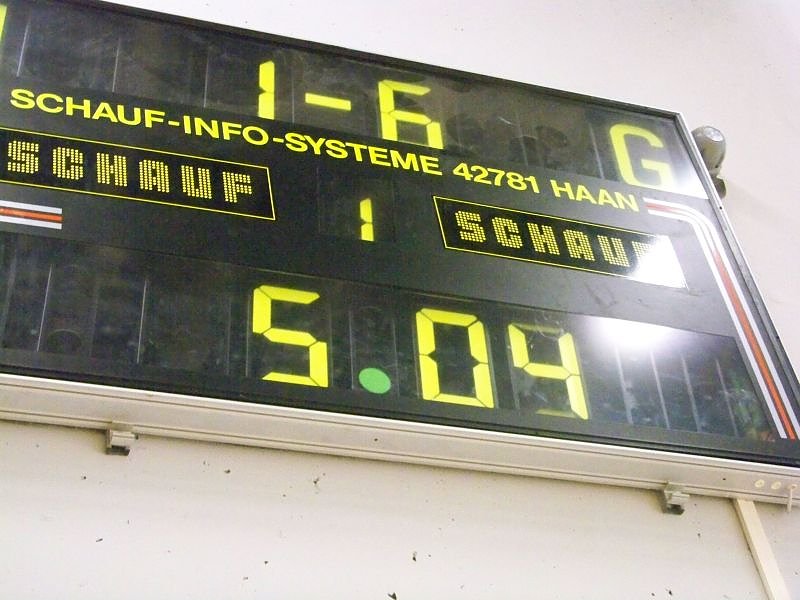 1-6 G
SCHAUF-INFO-SYSTEME 42781 HAAN
SCHAUF 1 SCHAUF
5.04